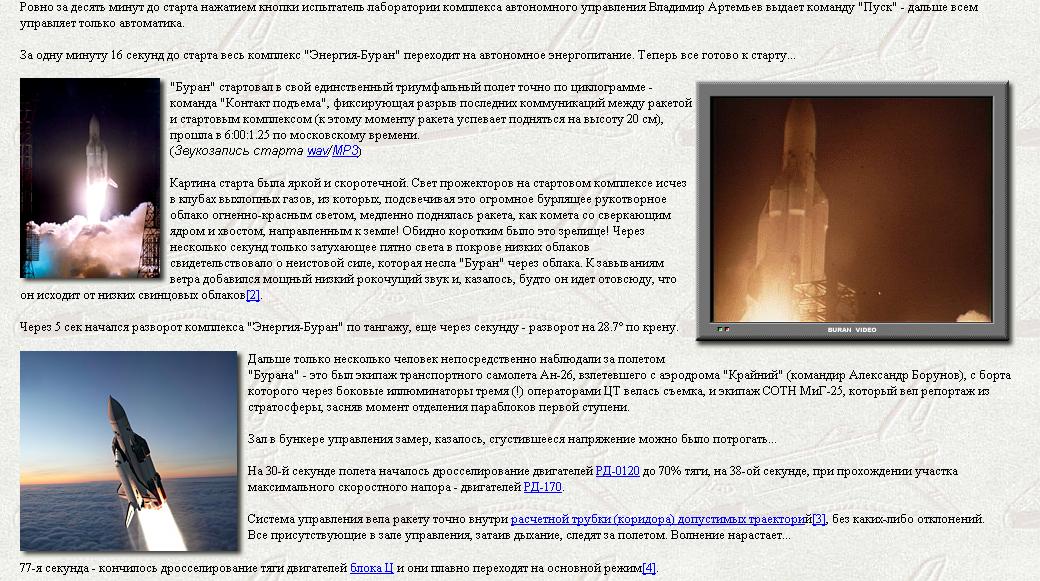 Ровно за десять минут до старта нажатием кнопки испытатель лаборатории комплекса автономного управления Владимир Артемьев выдает команду "Пуск" - дальше всем
управляет только автоматика.
За одну минуту 16 секунд до старта весь комплекс "Энергия-Буран" переходит на автономное энергопитание. Теперь все готово к старту...
"Буран" стартовал в свой единственный триумфальный полет точно по циклограмме -
команда "Контакт подъема", фиксирующая разрыв последних коммуникаций между ракетой
и стартовым комплексом (к этому моменту ракета успевает подняться на высоту 20 см),
прошла в 6:00:1.25 по московскому времени.
(Звукозапись старта wav/MP3)
Картина старта была яркой и скоротечной. Свет прожекторов на стартовом комплексе исчез
в клубах выхлопных газов, из которых, подсвечивая это огромное бурлящее рукотворное
облако огненно-красным светом, медленно поднялась ракета, как комета со сверкающим
ядром и хвостом, направленным к земле! Обидно коротким было это зрелище! Через
несколько секунд только затухающее пятно света в покрове низких облаков
свидетельствовало о неистовой силе, которая несла "Буран" через облака. К завываниям
ветра добавился мощный низкий рокочущий звук и, казалось, будто он идет отовсюду, что
он исходит от низких свинцовых облаков[2].
BURAN VIDEO
Через 5 сек начался разворот комплекса "Энергия-Буран" по тангажу, еще через секунду - разворот на 28.7º по крену.
Дальше только несколько человек непосредственно наблюдали за полетом
"Бурана" - это был экипаж транспортного самолета Ан-26, взлетевшего с аэродрома "Крайний" (командир Александр Борунов), с борта
которого через боковые иллюминаторы тремя (!) операторами ЦТ велась съемка, и экипаж СОТН МиГ-25, который вел репортаж из
стратосферы, засняв момент отделения параблоков первой ступени.
Зал в бункере управления замер, казалось, сгустившееся напряжение можно было потрогать...
На 30-й секунде полета началось дросселирование двигателей РД-0120 до 70% тяги, на 38-ой секунде, при прохождении участка
максимального скоростного напора - двигателей РД-170.
Система управления вела ракету точно внутри расчетной трубки (коридора) допустимых траекторий[3], без каких-либо отклонений.
Все присутствующие в зале управления, затаив дыхание, следят за полетом. Волнение нарастает...
77-я секунда - кончилось дросселирование тяги двигателей блока Ц и они плавно переходят на основной режим[4].